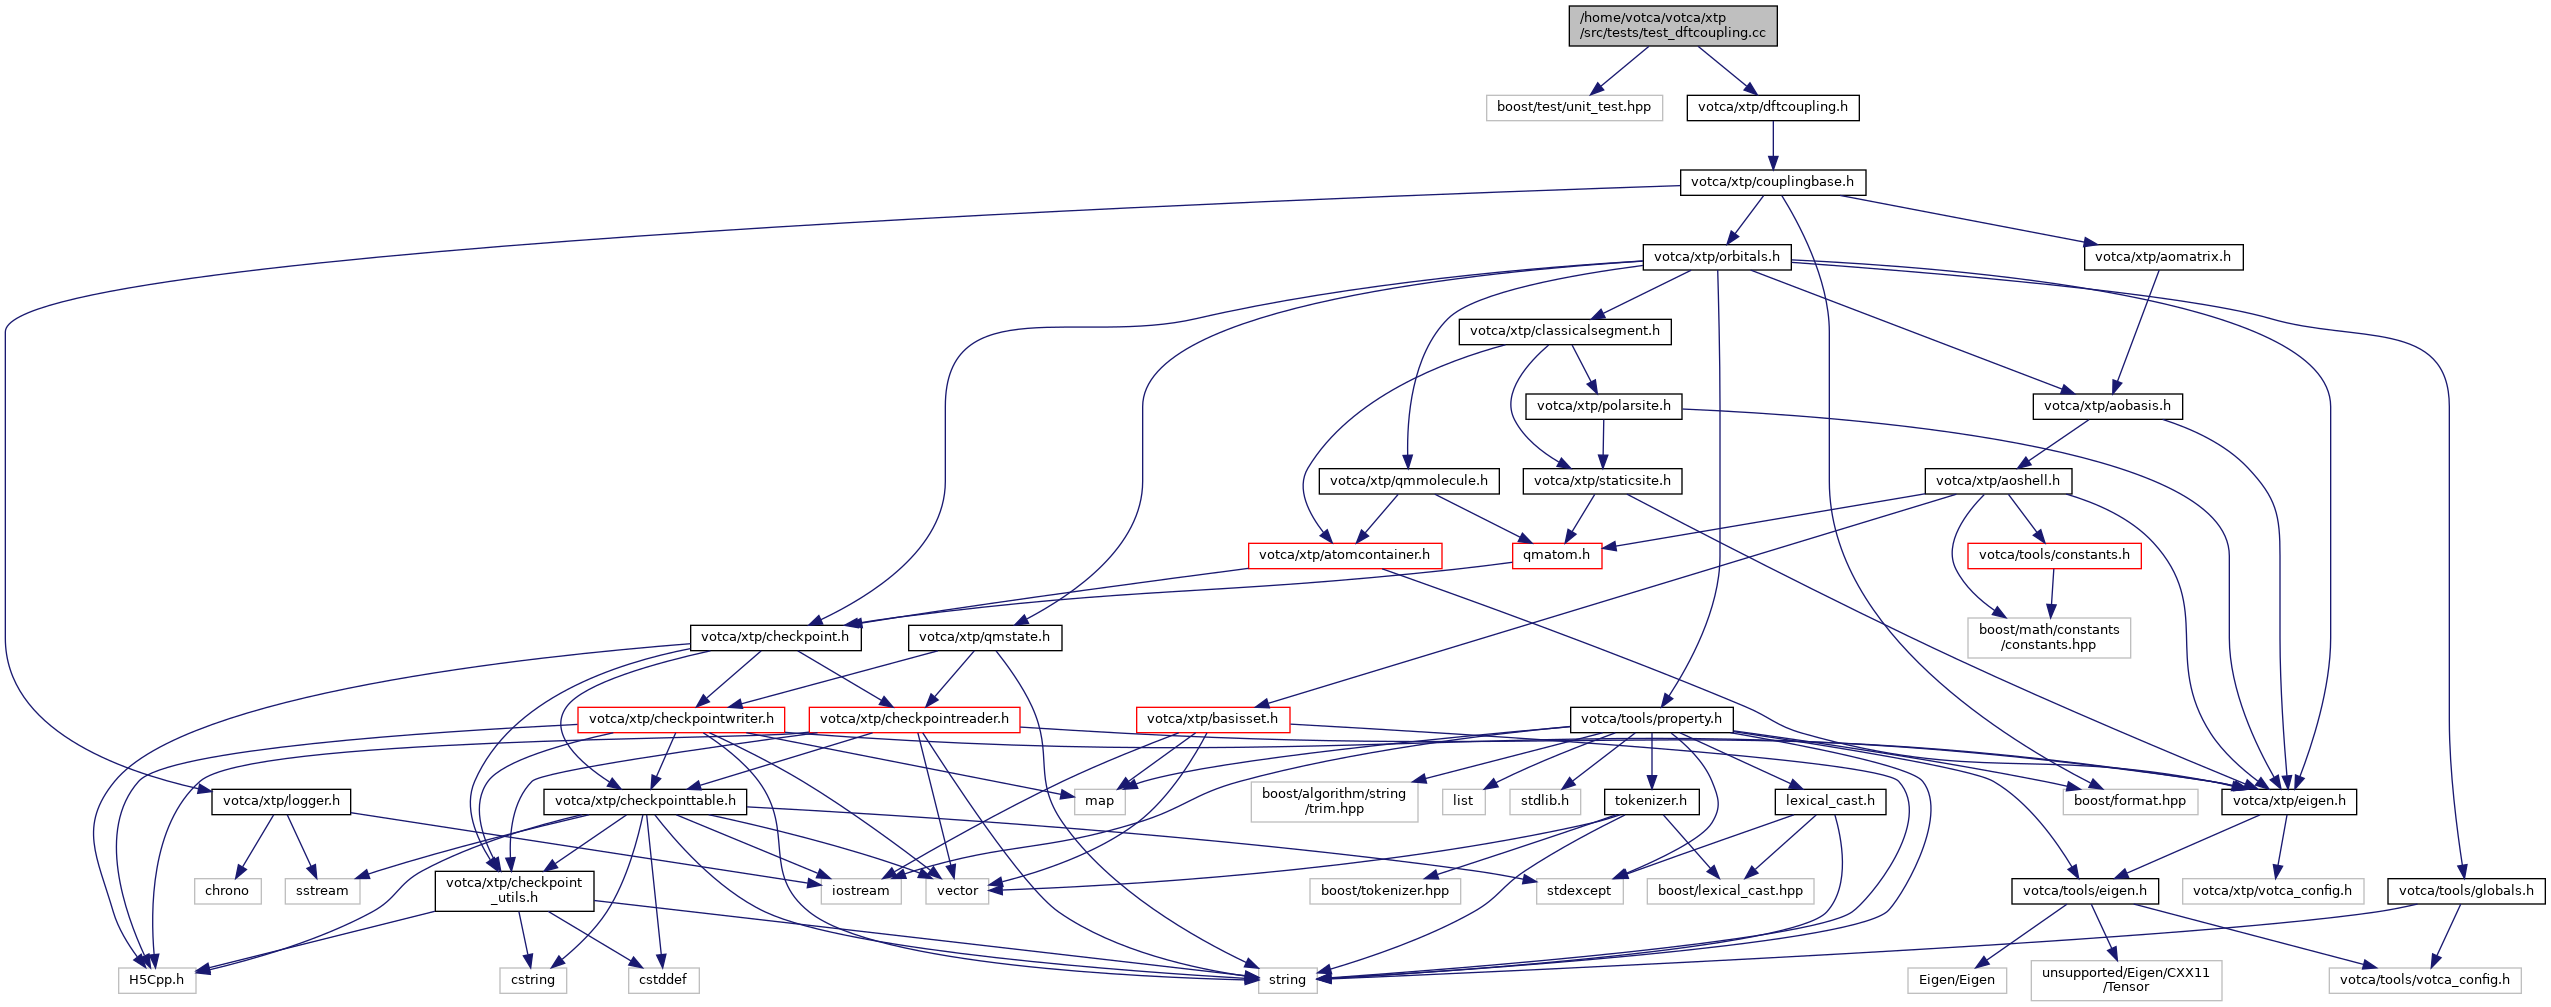 /home/votca/votca/xtp
/src/tests/test_dftcoupling.cc
boost/test/unit_test.hpp
votca/xtp/dftcoupling.h
votca/xtp/couplingbase.h
votca/xtp/orbitals.h
votca/xtp/aomatrix.h
votca/xtp/classicalsegment.h
votca/xtp/polarsite.h
votca/xtp/aobasis.h
votca/xtp/qmmolecule.h
votca/xtp/staticsite.h
votca/xtp/aoshell.h
votca/xtp/atomcontainer.h
qmatom.h
votca/tools/constants.h
votca/xtp/checkpoint.h
votca/xtp/qmstate.h
boost/math/constants
/constants.hpp
votca/xtp/checkpointwriter.h
votca/xtp/checkpointreader.h
votca/xtp/basisset.h
votca/tools/property.h
votca/xtp/logger.h
votca/xtp/checkpointtable.h
map
boost/algorithm/string
/trim.hpp
list
stdlib.h
tokenizer.h
lexical_cast.h
boost/format.hpp
votca/xtp/eigen.h
chrono
sstream
votca/xtp/checkpoint
_utils.h
iostream
vector
boost/tokenizer.hpp
stdexcept
boost/lexical_cast.hpp
votca/tools/eigen.h
votca/xtp/votca_config.h
votca/tools/globals.h
H5Cpp.h
cstring
cstddef
string
Eigen/Eigen
unsupported/Eigen/CXX11
/Tensor
votca/tools/votca_config.h